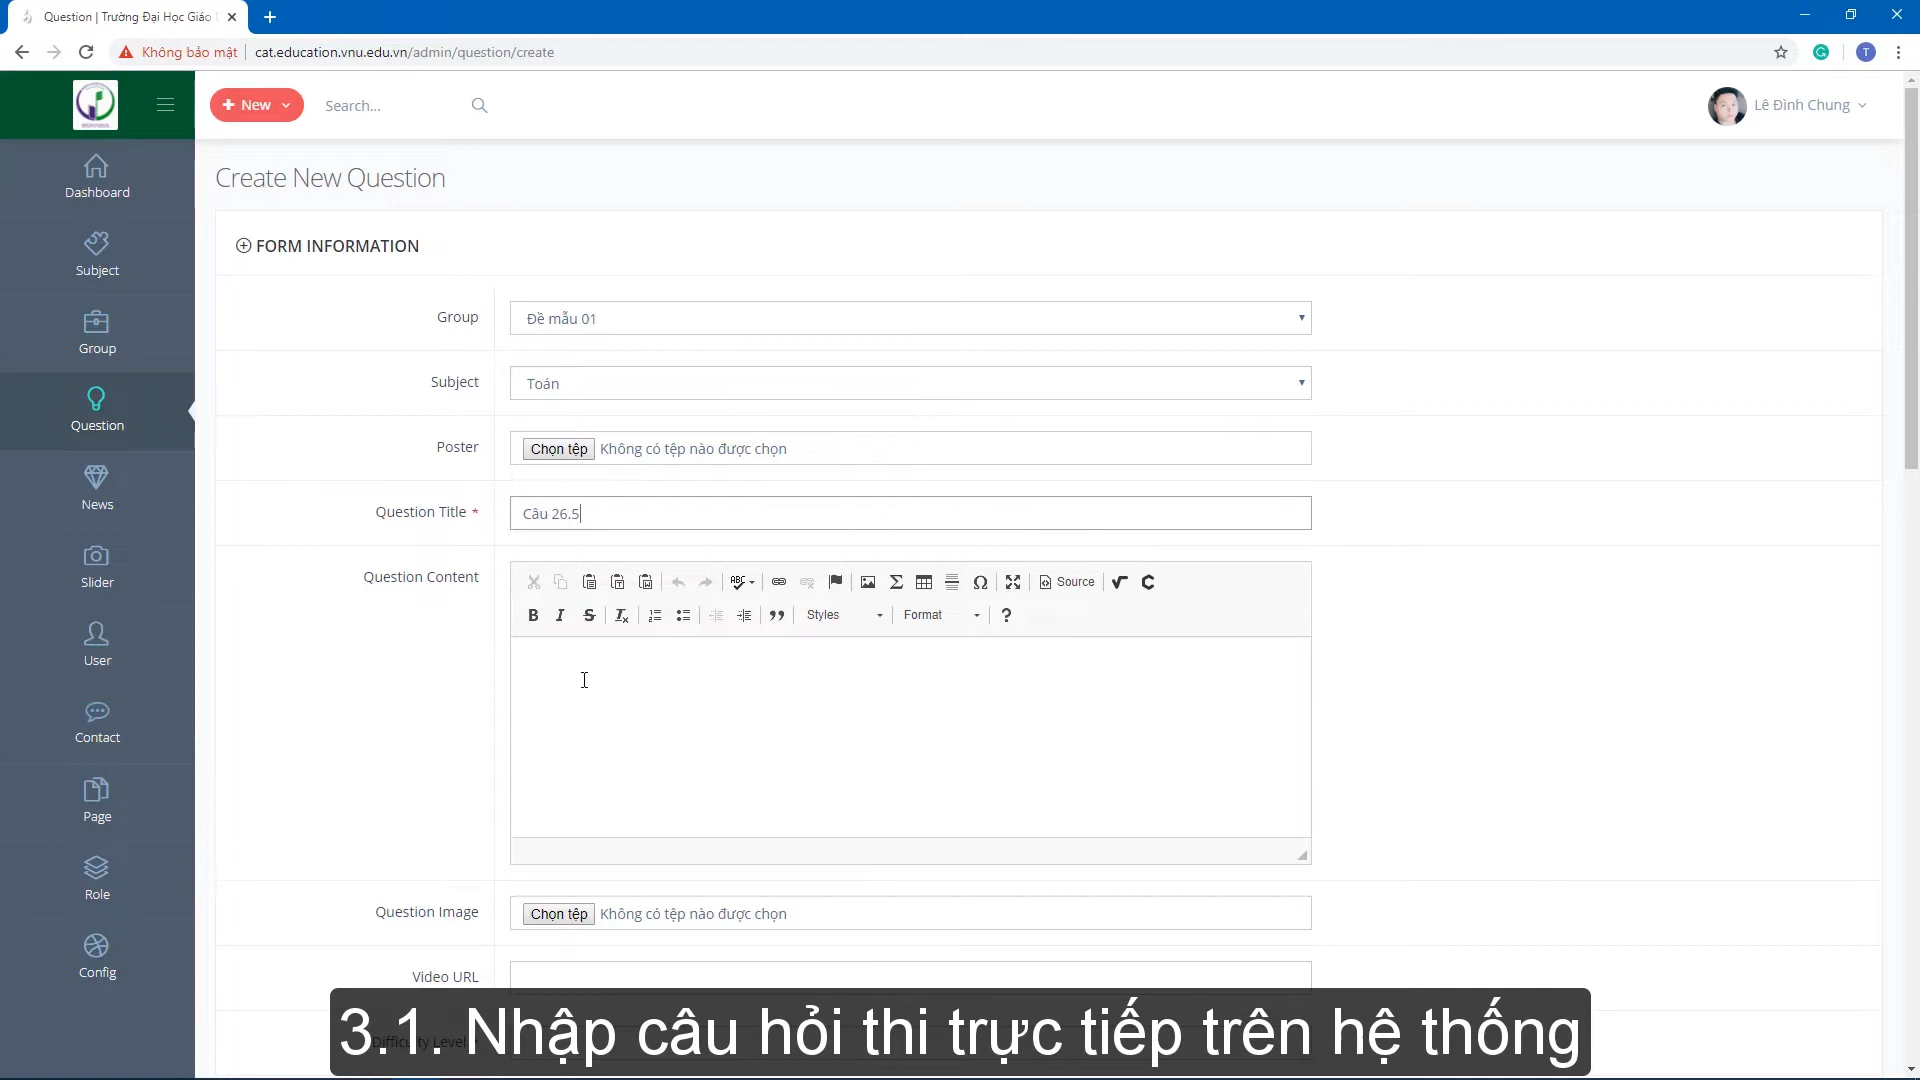 Question | Trường Đại Học Giáo
Không bảo mật
cat.education.vnu.edu.vn/admin/question/create
T
New
Search...
Lê Đình Chung
Dashboard
Subject
Group
Question
News
Slider
User
Contact
Page
Role
Config
Create New Question
FORM INFORMATION
Group
Đề mẫu 01
Subject
Toán
Poster
Chọn tệp Không có tệp nào được chọn
Question Title *
Câu 26.5
Question Content
Source
Styles
Format
Question Image
Chọn tệp Không có tệp nào được chọn
Video URL
Difficulty Level
3.1. Nhập câu hỏi thi trực tiếp trên hệ thống